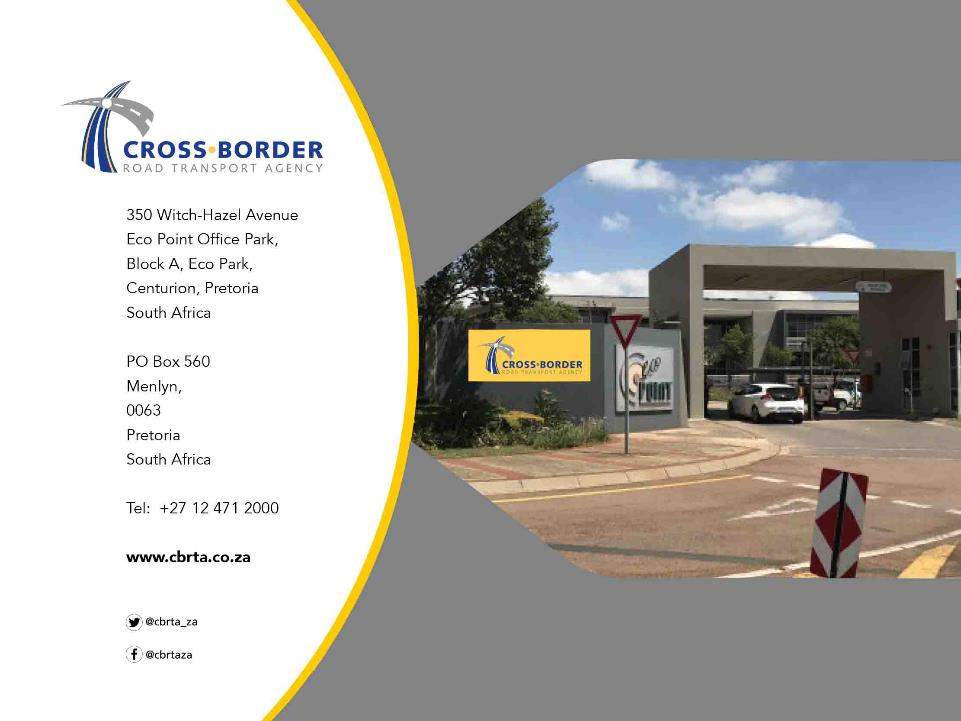 CROSS•BORDER
ROAD TRANSPORT AGENCY
350 Witch-Hazel Avenue
Eco Point Office Park,
Block A, Eco Park,
Centurion, Pretoria
South Africa
PO Box 560
Menlyn,
0063
Pretoria
South Africa
Tel: +27 12 471 2000
www.cbrta.co.za
@cbrta_za
@cbrtaza
CROSS•BORDER
ROAD TRANSPORT AGENCY
eco
POINT